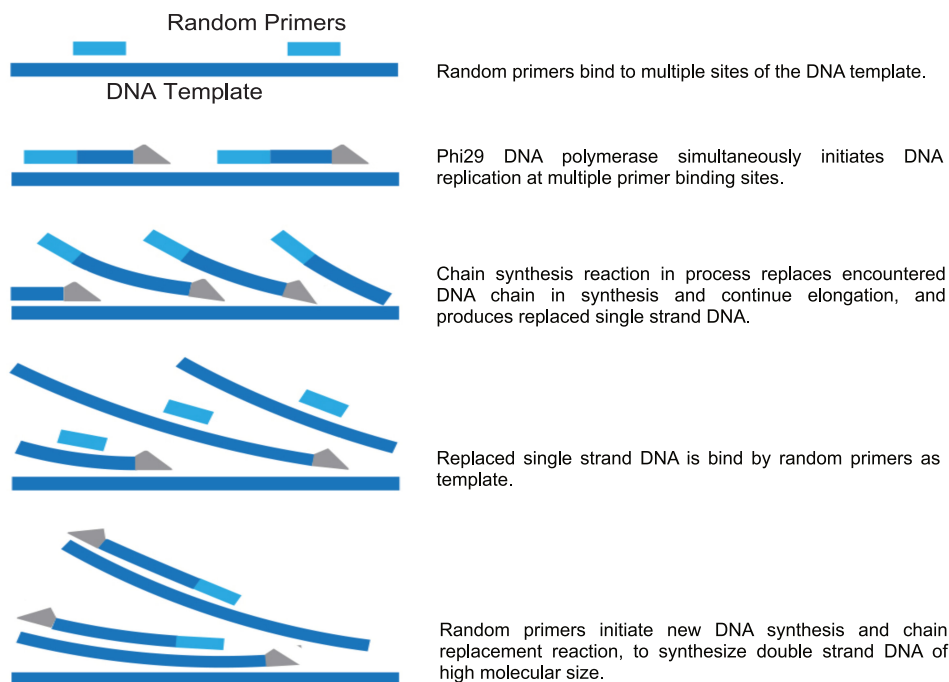 Random Primers
DNA Template
Random primers bind to multiple sites of the DNA template.
Phi29 DNA polymerase simultaneously initiates DNA
replication at multiple primer binding sites.
Chain synthesis reaction in process replaces encountered
DNA chain in synthesis and continue elongation, and
produces replaced single strand DNA.
Replaced single strand DNA is bind by random primers as
template.
Random primers initiate new DNA synthesis and chain
replacement reaction, to synthesize double strand DNA of
high molecular size.